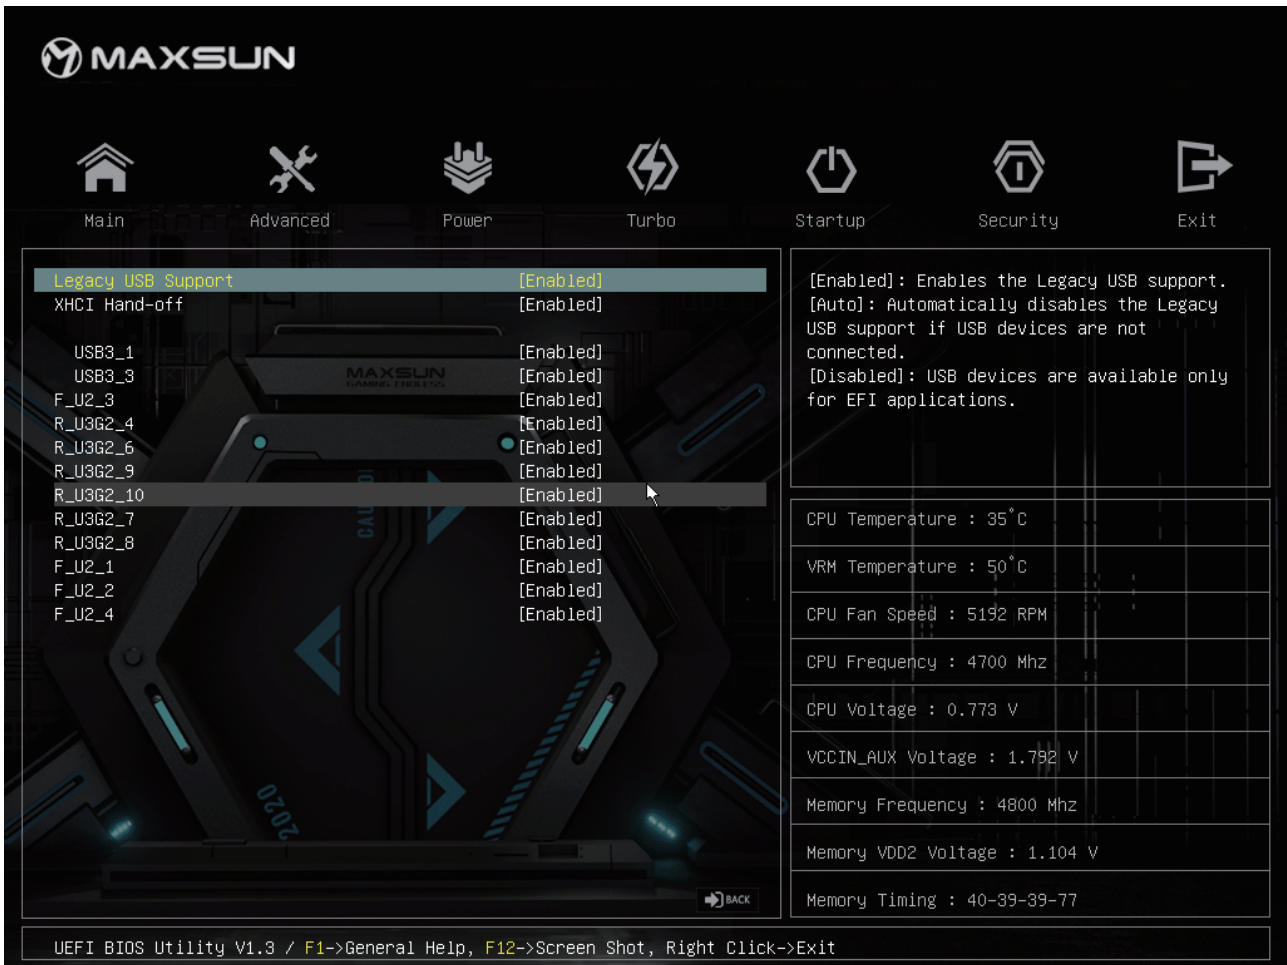 MAXSUN
Main Advanced Power Turbo Startup Security Exit
Legacy USB Support [Enabled]
XHCI Hand-off [Enabled]
USB3_1 [Enabled]
USB3_3 [Enabled]
F_U2_3 [Enabled]
R_U3G2_4 [Enabled]
R_U3G2_6 [Enabled]
R_U3G2_9 [Enabled]
R_U3G2_10 [Enabled]
R_U3G2_7 [Enabled]
R_U3G2_8 [Enabled]
F_U2_1 [Enabled]
F_U2_2 [Enabled]
F_U2_4 [Enabled]
MAXSUN
GAMING ENDLESS
2020
BACK
[Enabled]: Enables the Legacy USB support.
[Auto]: Automatically disables the Legacy
USB support if USB devices are not
connected.
[Disabled]: USB devices are available only
for EFI applications.
CPU Temperature : 35°C
VRM Temperature : 50°C
CPU Fan Speed : 5192 RPM
CPU Frequency : 4700 Mhz
CPU Voltage : 0.773 V
VCCIN_AUX Voltage : 1.792 V
Memory Frequency : 4800 Mhz
Memory VDD2 Voltage : 1.104 V
Memory Timing : 40-39-39-77
UEFI BIOS Utility V1.3 / F1->General Help, F12->Screen Shot, Right Click->Exit